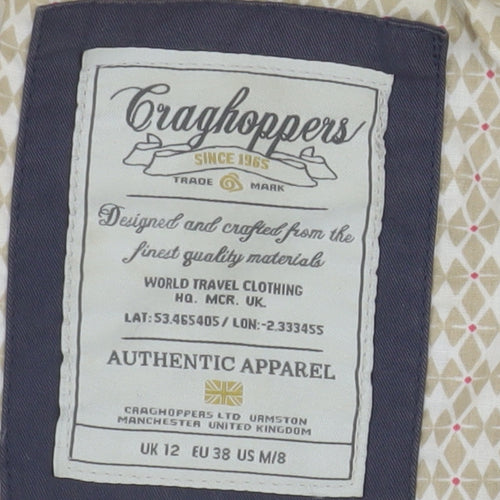 Craghoppers
SINCE 1965
TRADE MARK
Designed and crafted from the
finest quality materials
WORLD TRAVEL CLOTHING
HQ. MCR. UK.
LAT: 53.465405 / LON: -2.333455
AUTHENTIC APPAREL
CRAGHOPPERS LTD URMSTON
MANCHESTER UNITED KINGDOM
UK 12 EU 38 US M/8